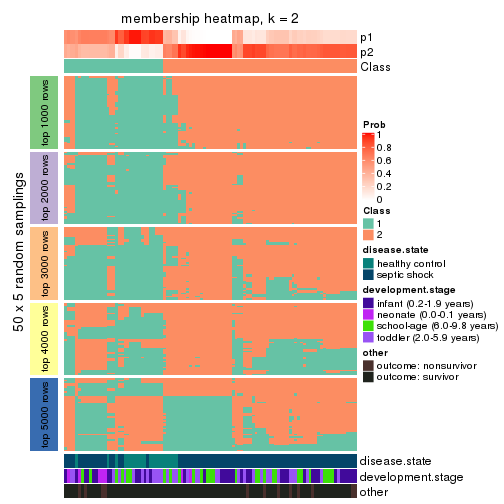 membership heatmap, k = 2
p1
p2
Class
50 x 5 random samplings
top 1000 rows
top 2000 rows
top 3000 rows
top 4000 rows
top 5000 rows
disease.state
development.stage
other
Prob
1
0.8
0.6
0.4
0.2
0
Class
1
2
disease.state
healthy control
septic shock
development.stage
infant (0.2-1.9 years)
neonate (0.0-0.1 years)
school-age (6.0-9.8 years)
toddler (2.0-5.9 years)
other
outcome: nonsurvivor
outcome: survivor